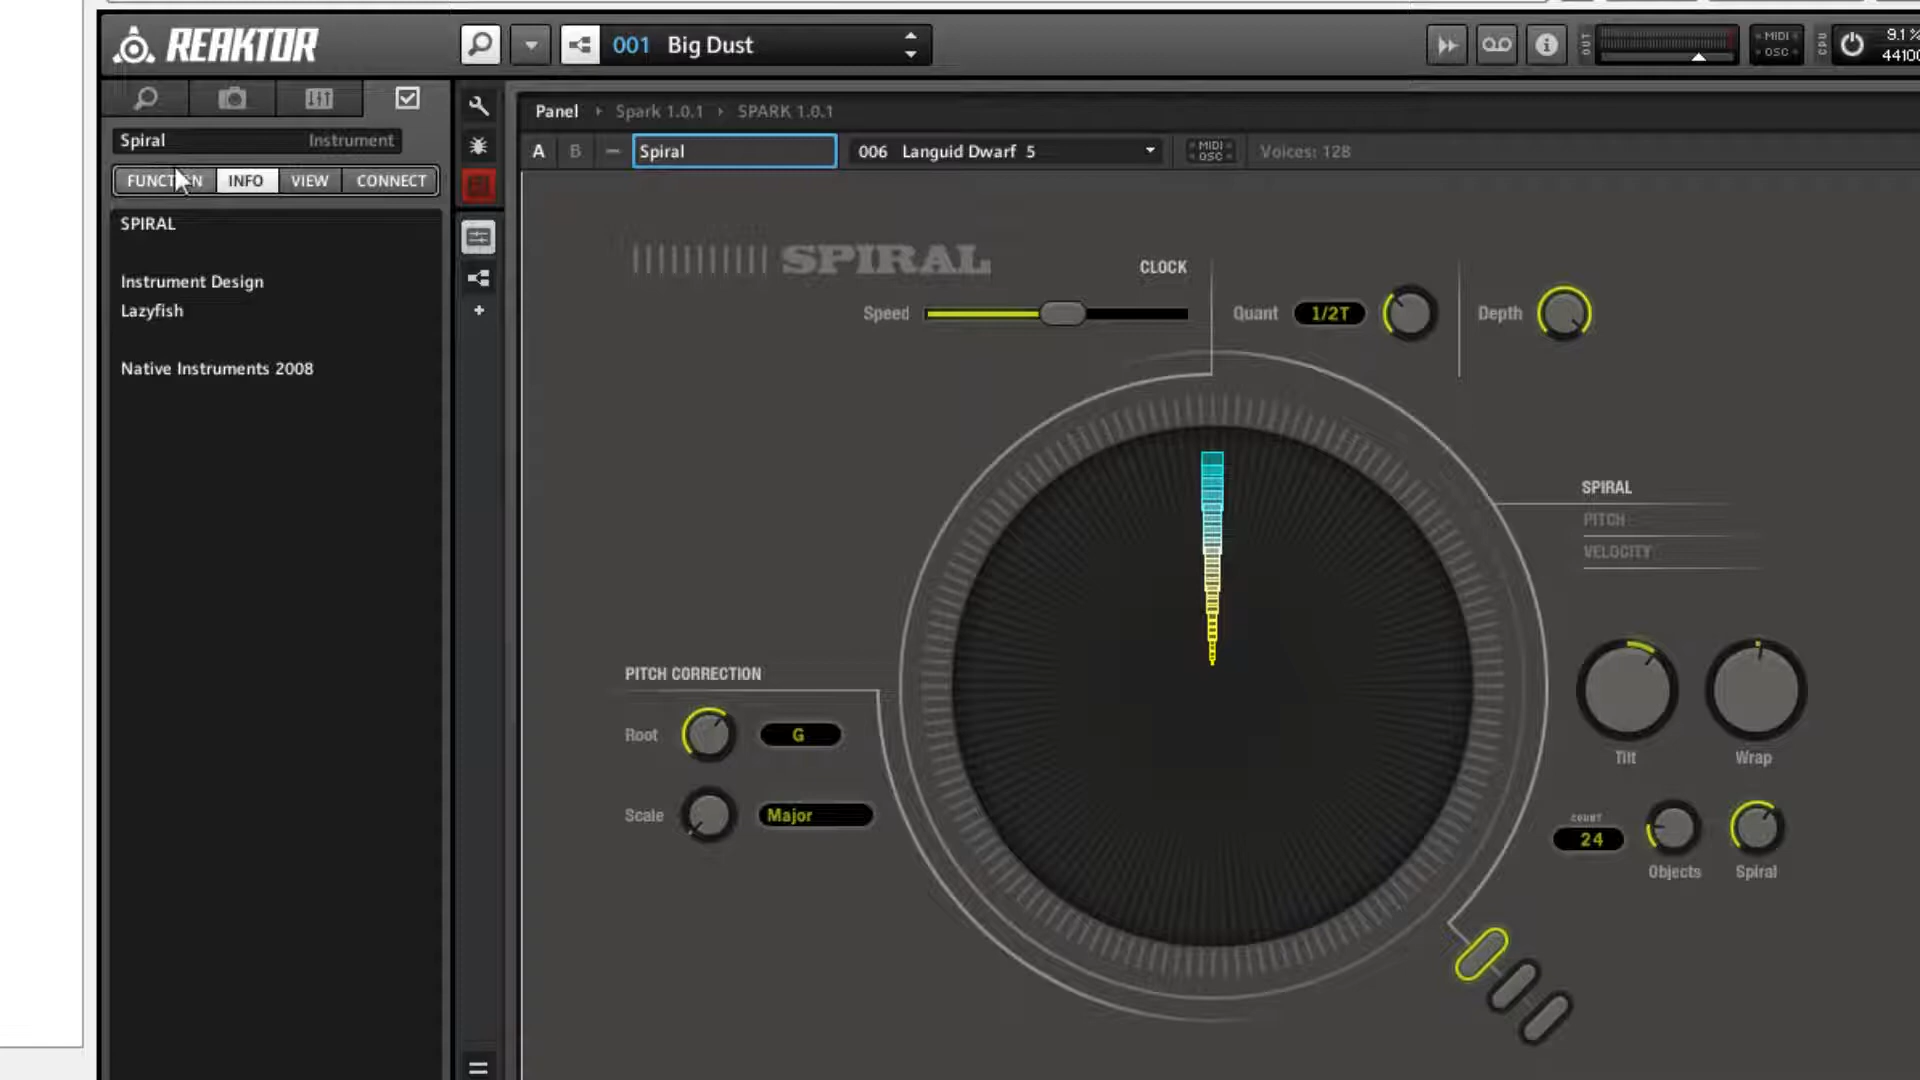 REAKTOR
001 Big Dust
OUT
MIDI
OSC
CPU
9.1 %
44100
Panel Spark 1.0.1 SPARK 1.0.1
Spiral Instrument
A B Spiral 006 Languid Dwarf 5 MIDI OSC Voices: 128
FUNCTION INFO VIEW CONNECT
SPIRAL
Instrument Design
Lazyfish
Native Instruments 2008
SPIRAL
CLOCK
Speed
Quant 1/2T
Depth
SPIRAL
PITCH
VELOCITY
PITCH CORRECTION
Root G
Scale Major
Tilt Wrap
COUNT
24
Objects Spiral